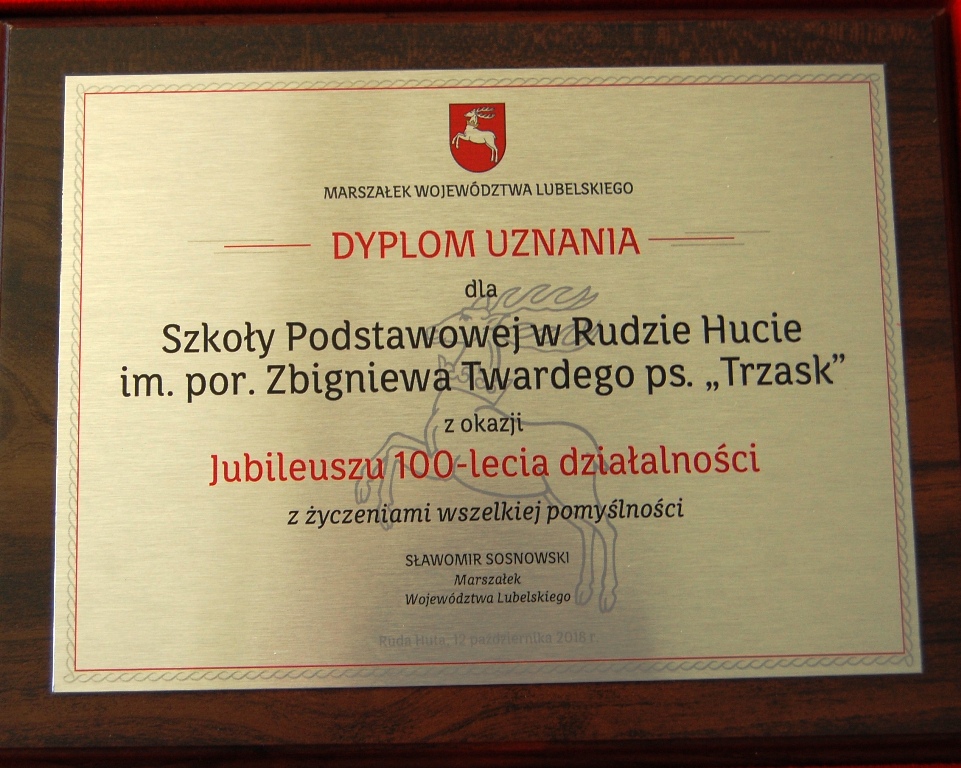 MARSZAŁEK WOJEWÓDZTWA LUBELSKIEGO
DYPLOM UZNANIA
dla
Szkoły Podstawowej w Rudzie Hucie
im. por. Zbigniewa Twardego ps. „Trzask”
z okazji
Jubileuszu 100-lecia działalności
z życzeniami wszelkiej pomyślności
SŁAWOMIR SOSNOWSKI
Marszałek
Województwa Lubelskiego
Ruda Huta, 12 października 2018 r.